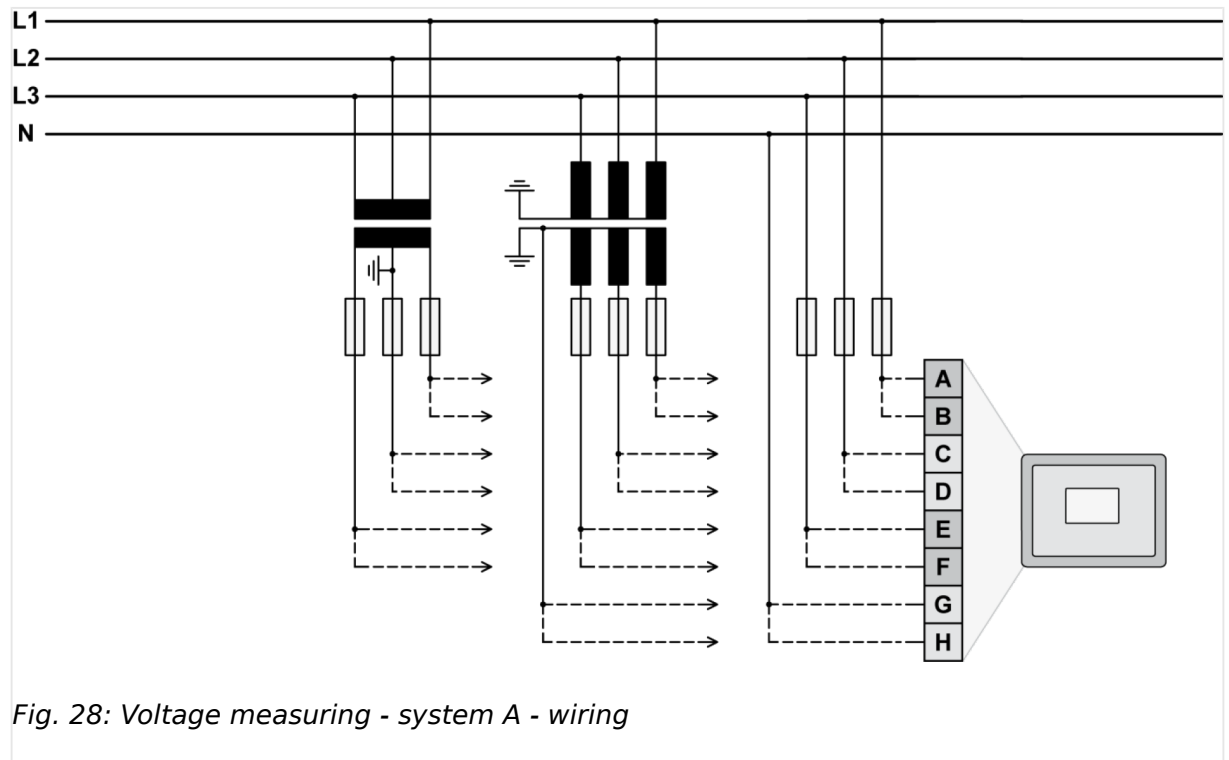 L1
L2
L3
N
A
B
C
D
E
F
G
H
Fig. 28: Voltage measuring - system A - wiring